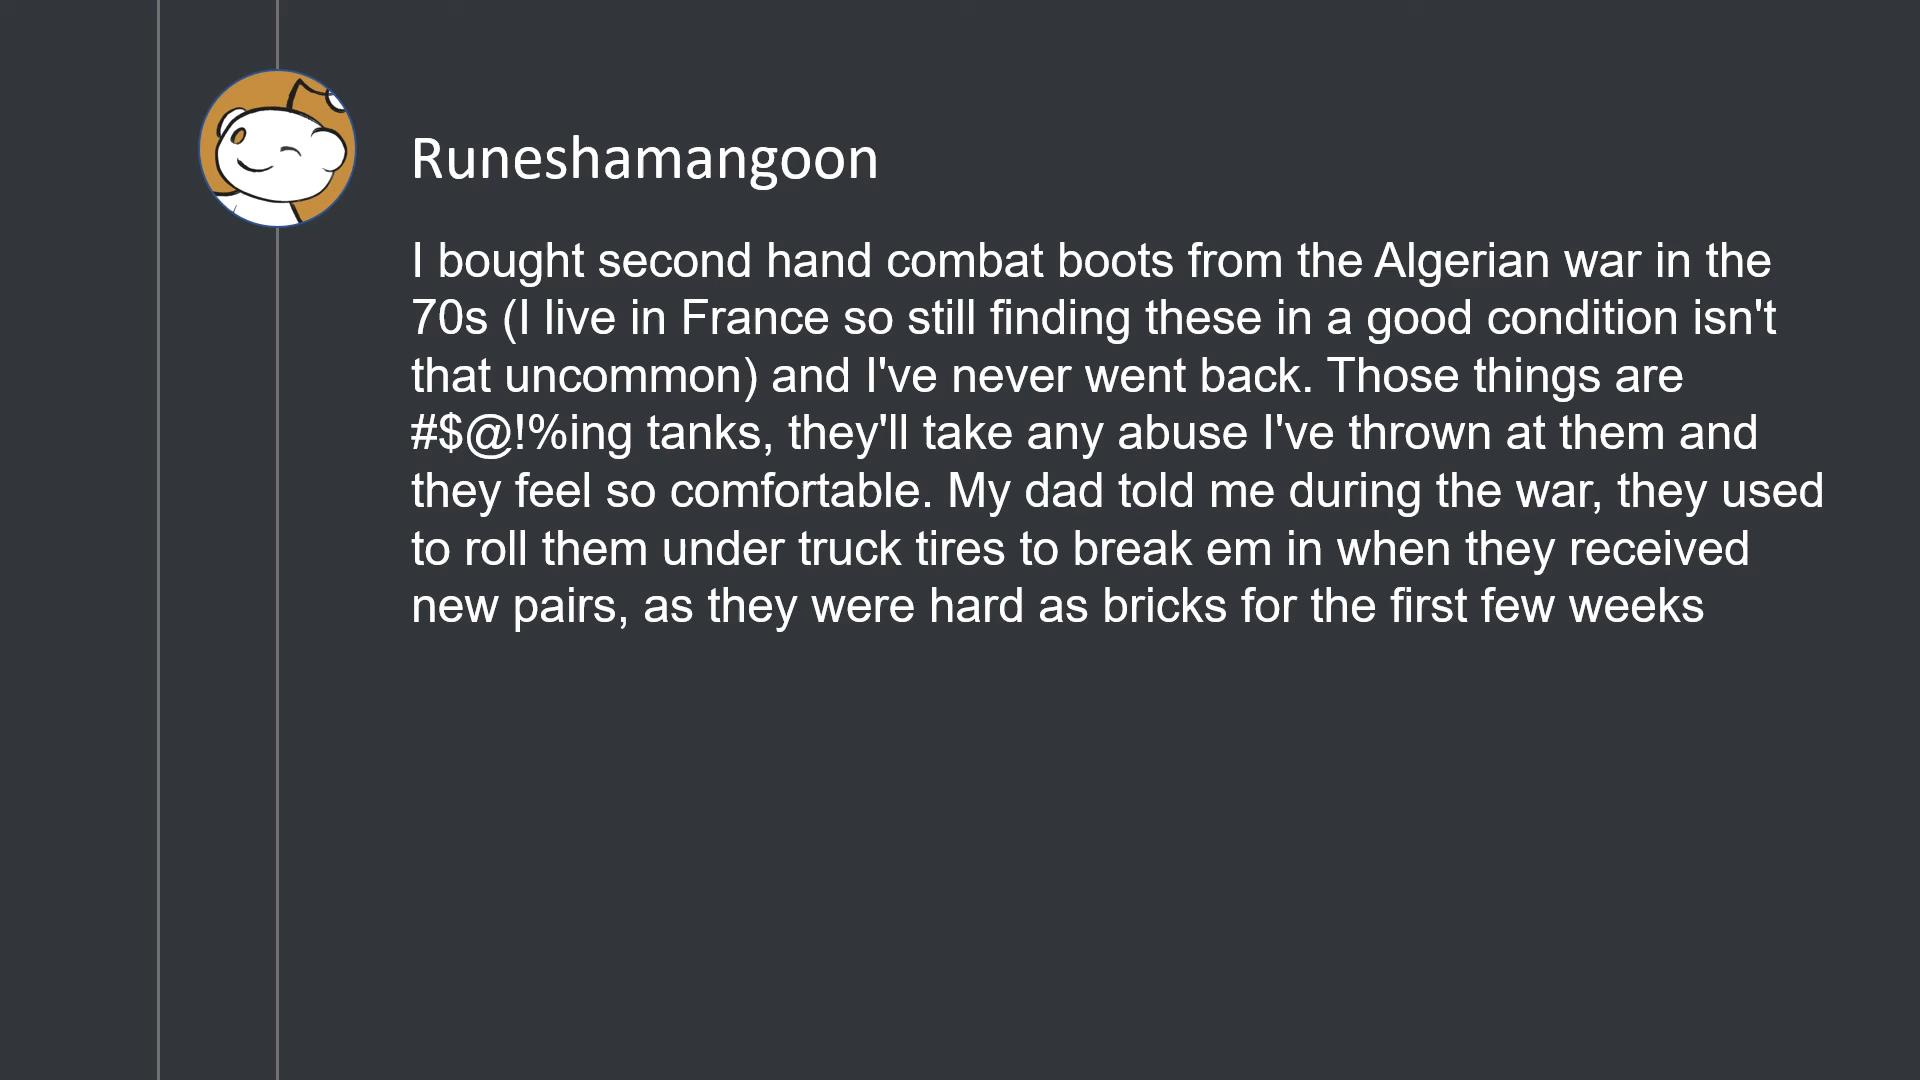 Runeshamangoon
I bought second hand combat boots from the Algerian war in the
70s (I live in France so still finding these in a good condition isn't
that uncommon) and I've never went back. Those things are
#$@!%ing tanks, they'll take any abuse I've thrown at them and
they feel so comfortable. My dad told me during the war, they used
to roll them under truck tires to break em in when they received
new pairs, as they were hard as bricks for the first few weeks